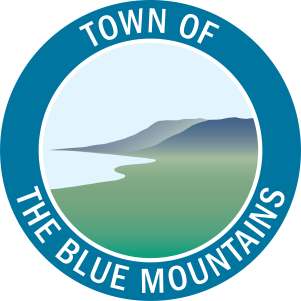 TOWN OF
THE BLUE MOUNTAINS